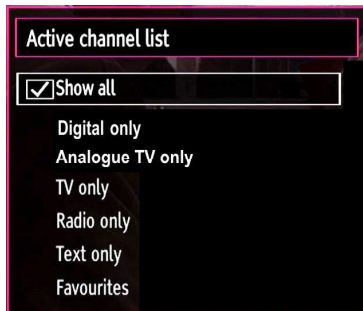 Active channel list
Show all
Digital only
Analogue TV only
TV only
Radio only
Text only
Favourites